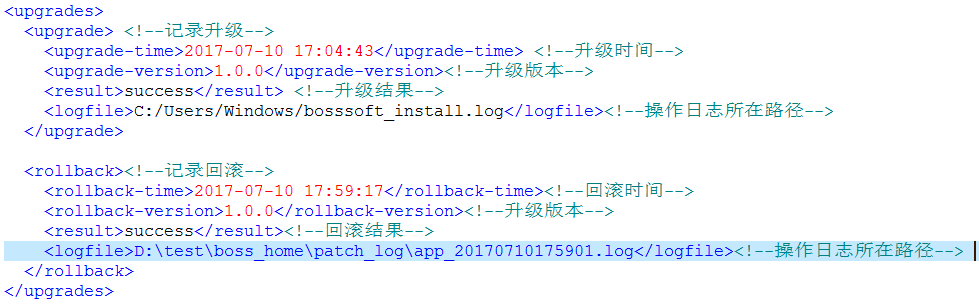 <upgrades>
  <upgrade> <!--记录升级-->
    <upgrade-time>2017-07-10 17:04:43</upgrade-time> <!--升级时间-->
    <upgrade-version>1.0.0</upgrade-version><!--升级版本-->
    <result>success</result> <!--升级结果-->
    <logfile>C:/Users/Windows/bosssoft_install.log</logfile><!--操作日志所在路径-->
  </upgrade>

  <rollback><!--记录回滚-->
    <rollback-time>2017-07-10 17:59:17</rollback-time><!--回滚时间-->
    <rollback-version>1.0.0</rollback-version><!--升级版本-->
    <result>success</result><!--回滚结果-->
    <logfile>D:\test\boss_home\patch_log\app_20170710175901.log</logfile><!--操作日志所在路径-->
  </rollback>
</upgrades>